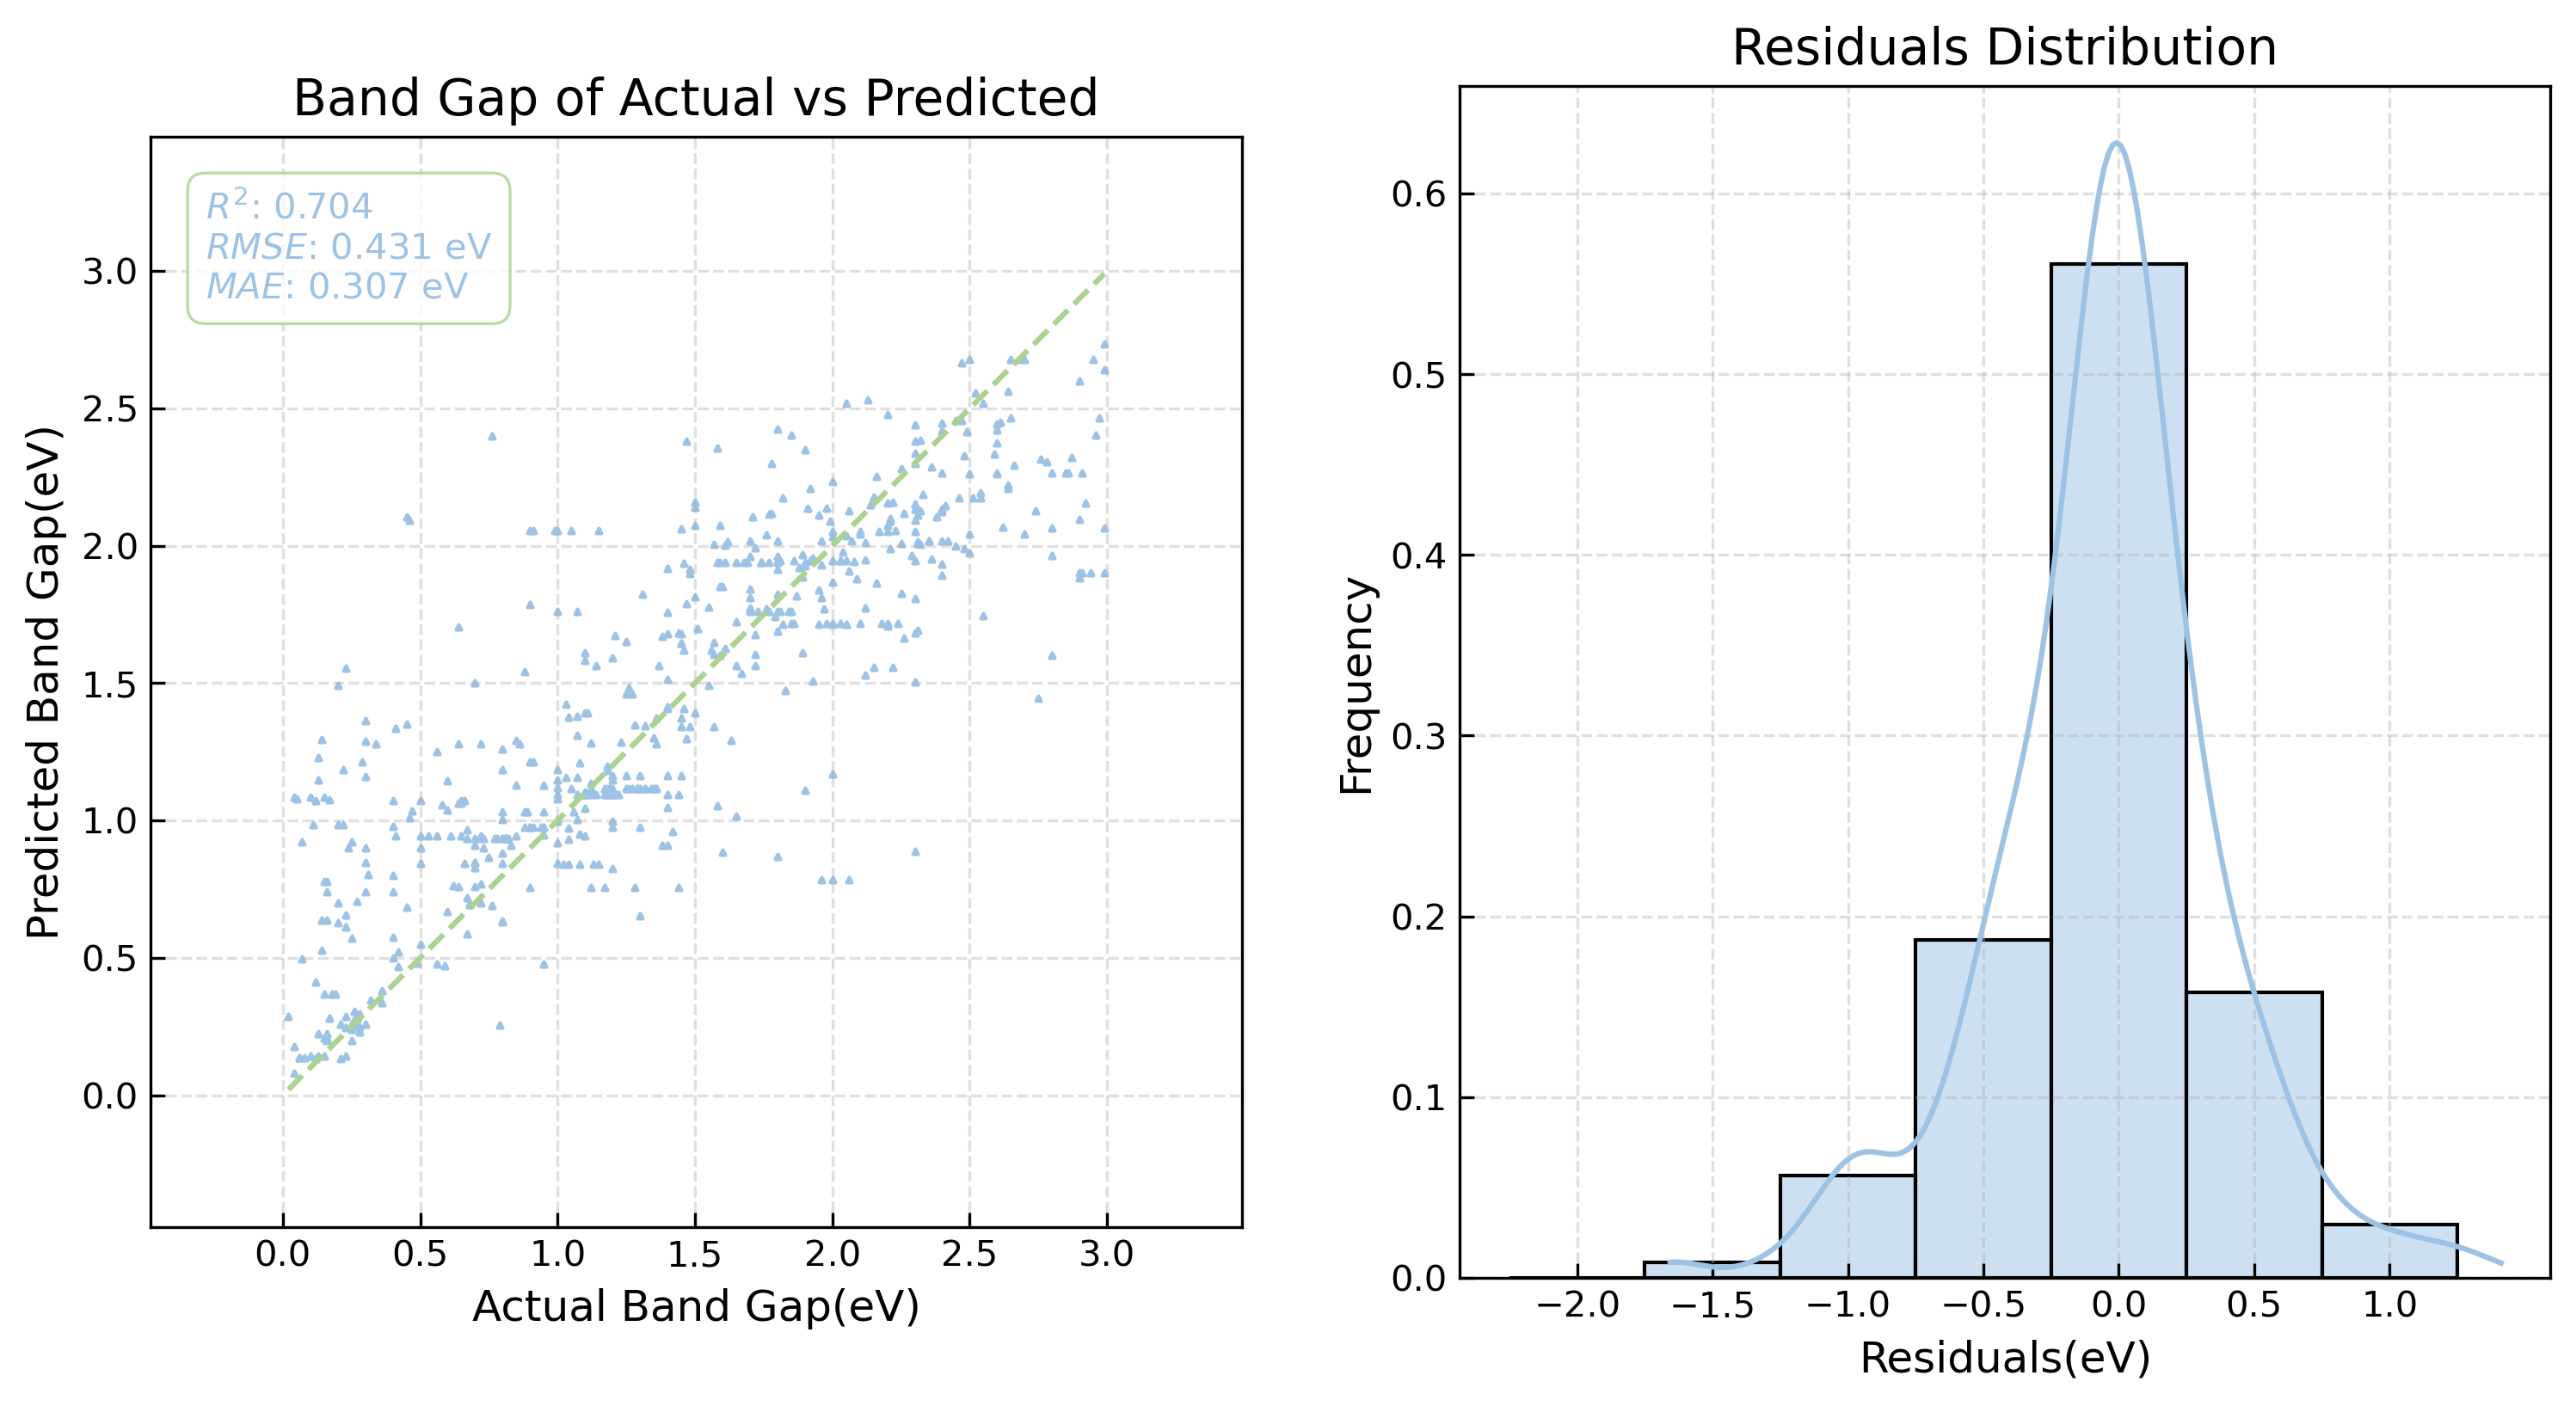 Band Gap of Actual vs Predicted
R²: 0.704
RMSE: 0.431 eV
MAE: 0.307 eV
Predicted Band Gap(eV)
3.0
2.5
2.0
1.5
1.0
0.5
0.0
0.0 0.5 1.0 1.5 2.0 2.5 3.0
Actual Band Gap(eV)
Residuals Distribution
Frequency
0.6
0.5
0.4
0.3
0.2
0.1
0.0
−2.0 −1.5 −1.0 −0.5 0.0 0.5 1.0
Residuals(eV)